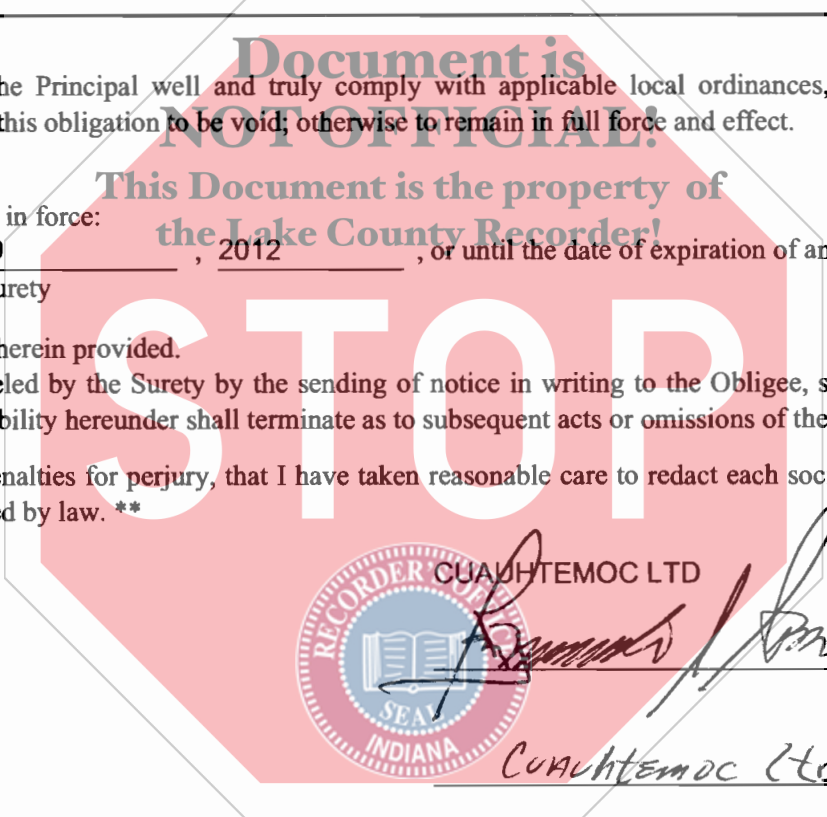 Document is
he Principal well and truly comply with applicable local ordinances,
NOT OFFICIAL!
this obligation to be void; otherwise to remain in full force and effect.
This Document is the property of
in force:
the Lake County Recorder!
, 2012 , or until the date of expiration of an
urety
STOP
herein provided.
eled by the Surety by the sending of notice in writing to the Obligee, s
bility hereunder shall terminate as to subsequent acts or omissions of the
enalties for perjury, that I have taken reasonable care to redact each soc
d by law. **
CUAUHTEMOC LTD
RECORDER'S OFFICE
SEAL
INDIANA
Cuauhtemoc Ltd